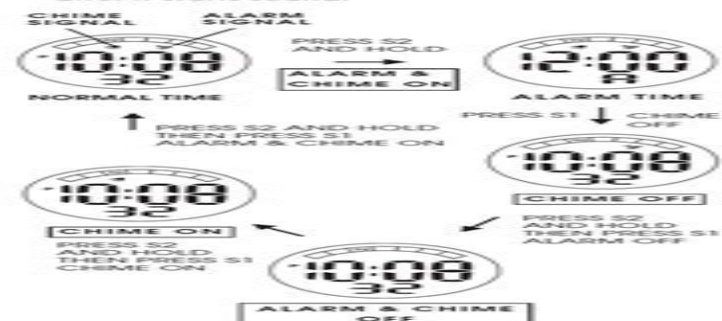 CHIME
SIGNAL
ALARM
SIGNAL
10:08
32
NORMAL TIME
PRESS S2
AND HOLD
ALARM &
CHIME ON
12:00
A
ALARM TIME
PRESS S1
CHIME
OFF
10:08
32
CHIME OFF
PRESS S2
AND HOLD
THEN PRESS S1
ALARM OFF
10:08
32
ALARM & CHIME
OFF
10:08
32
CHIME ON
PRESS S2
AND HOLD
THEN PRESS S1
CHIME ON
PRESS S2 AND HOLD
THEN PRESS S1
ALARM & CHIME ON